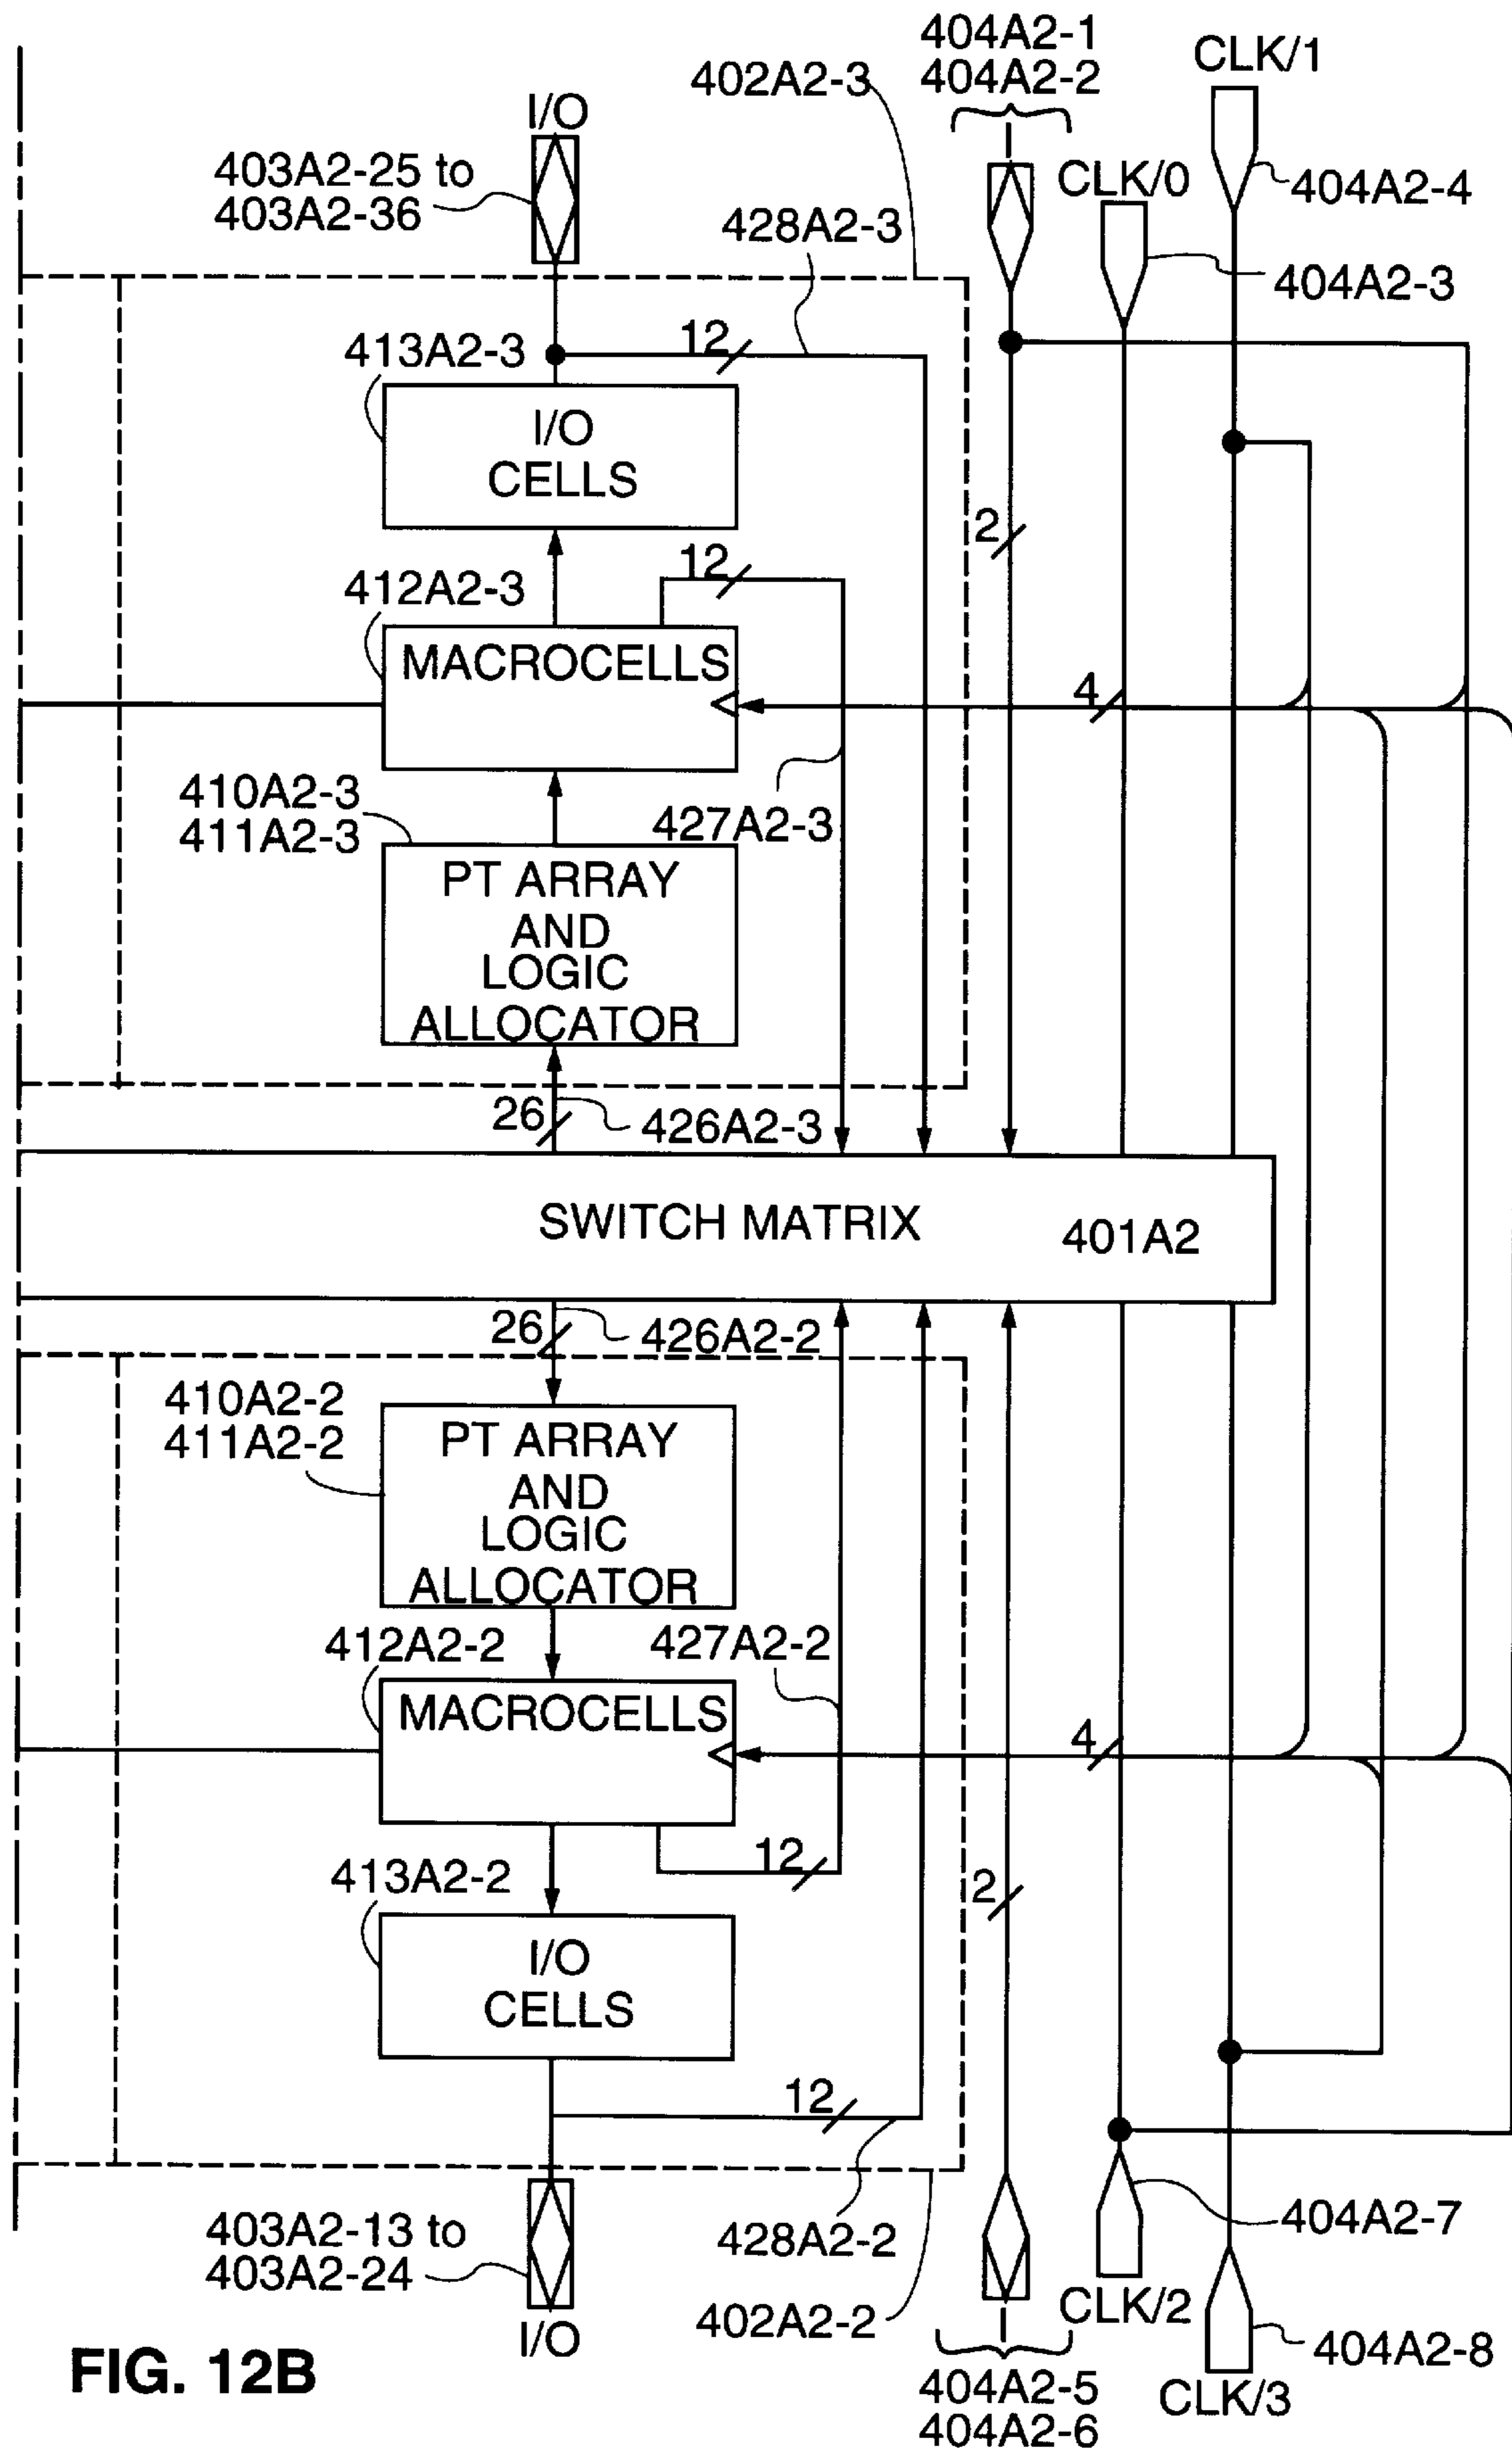 404A2-1
404A2-2
CLK/1
402A2-3
I/O
I
403A2-25 to
403A2-36
CLK/0
404A2-4
428A2-3
404A2-3
413A2-3
12
I/O
CELLS
2
12
412A2-3
MACROCELLS
4
410A2-3
411A2-3
427A2-3
PT ARRAY
AND
LOGIC
ALLOCATOR
26
426A2-3
SWITCH MATRIX
401A2
26
426A2-2
410A2-2
411A2-2
PT ARRAY
AND
LOGIC
ALLOCATOR
412A2-2
427A2-2
MACROCELLS
4
12
413A2-2
2
I/O
CELLS
12
403A2-13 to
403A2-24
428A2-2
404A2-7
I/O
402A2-2
I
CLK/2
404A2-8
404A2-5
404A2-6
CLK/3
FIG. 12B